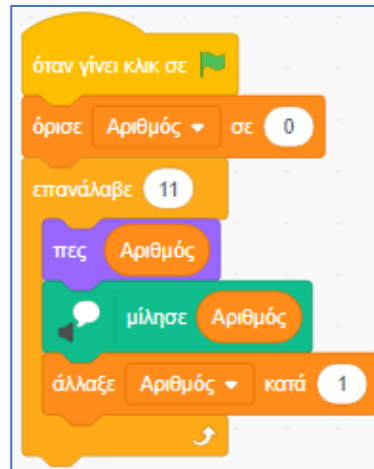 όταν γίνει κλικ σε
όρισε Αριθμός σε 0
επανάλαβε 11
πες Αριθμός
μίλησε Αριθμός
άλλαξε Αριθμός κατά 1